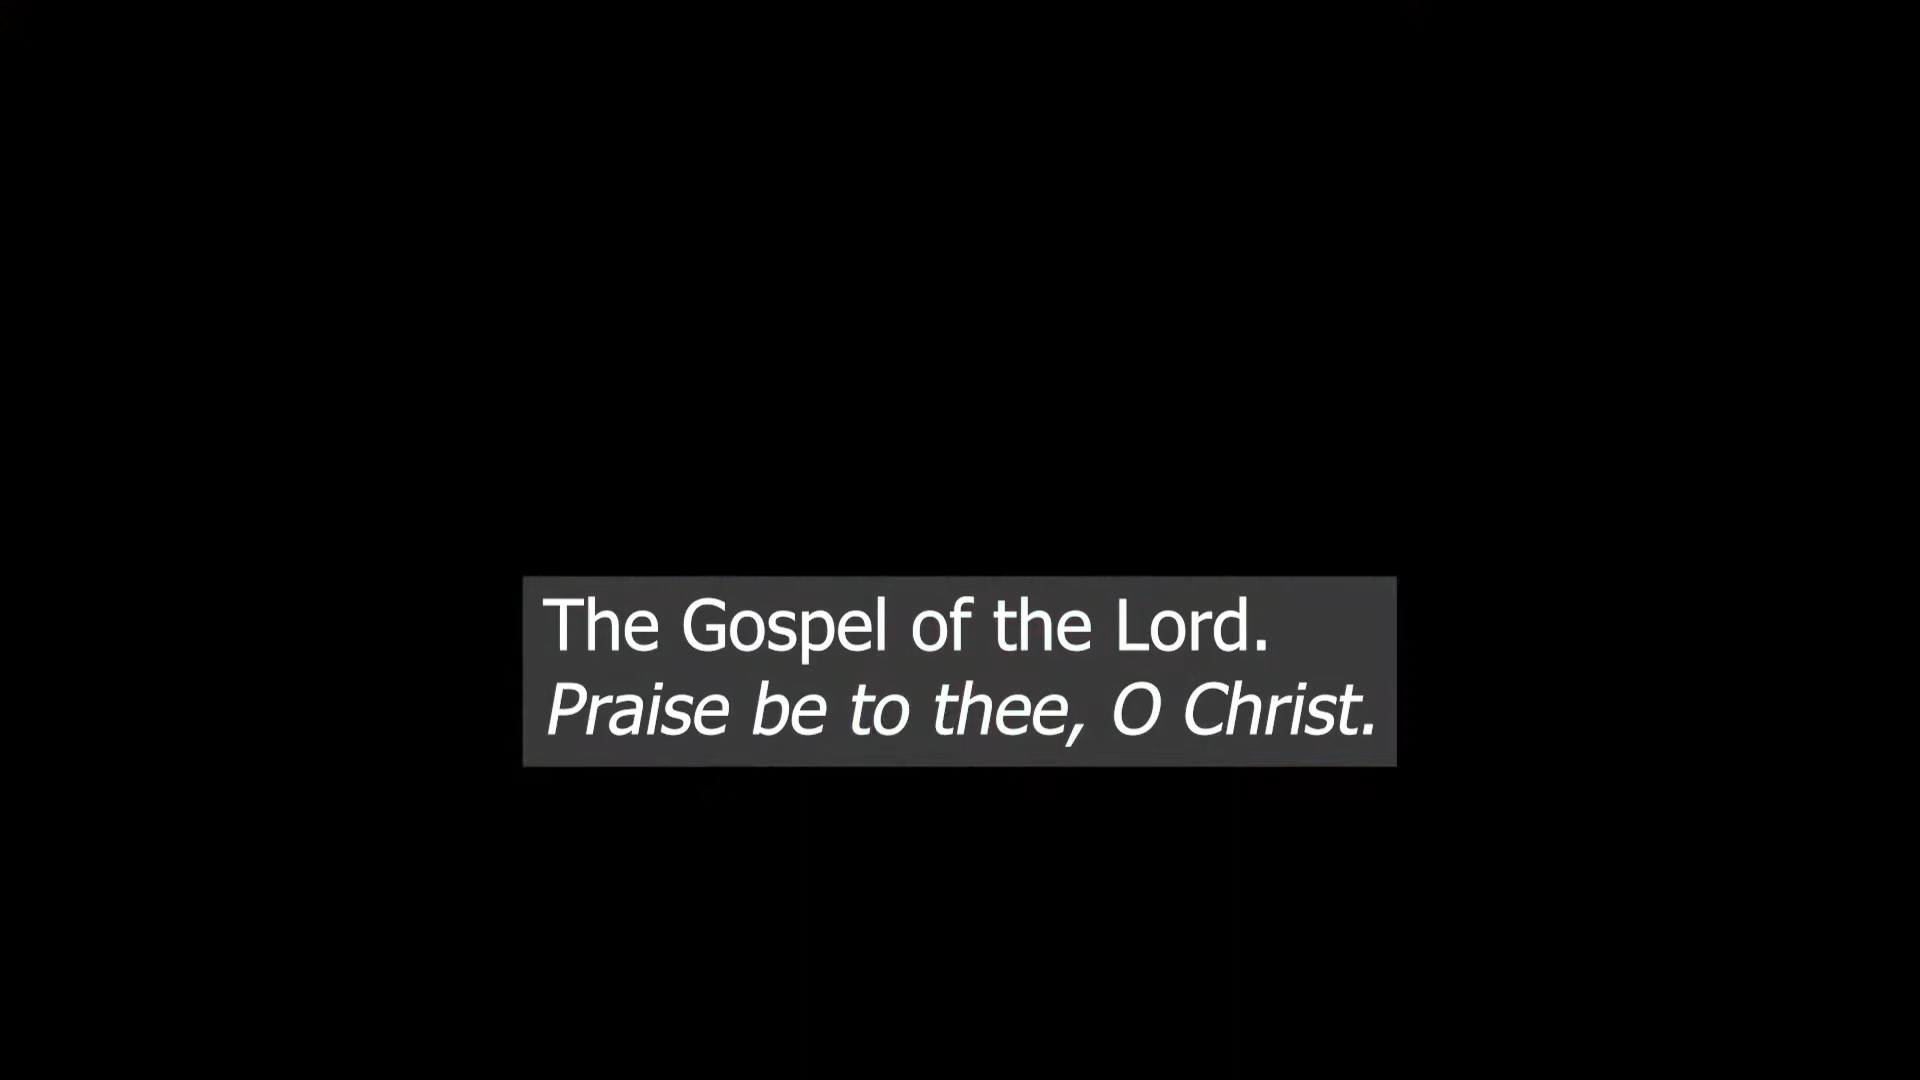 The Gospel of the Lord.
Praise be to thee, O Christ.